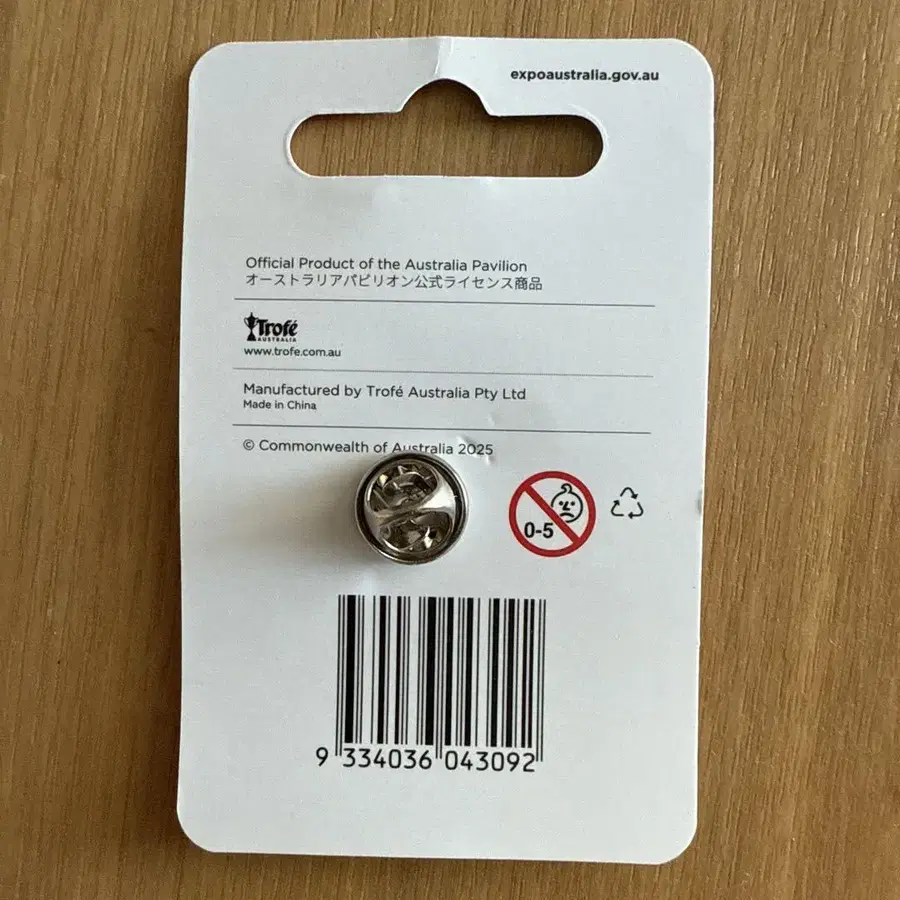 expoaustralia.gov.au
Official Product of the Australia Pavilion
オーストラリアパビリオン公式ライセンス商品
Trofé
AUSTRALIA
www.trofe.com.au
Manufactured by Trofé Australia Pty Ltd
Made in China
© Commonwealth of Australia 2025
0-5
9 334036 043092